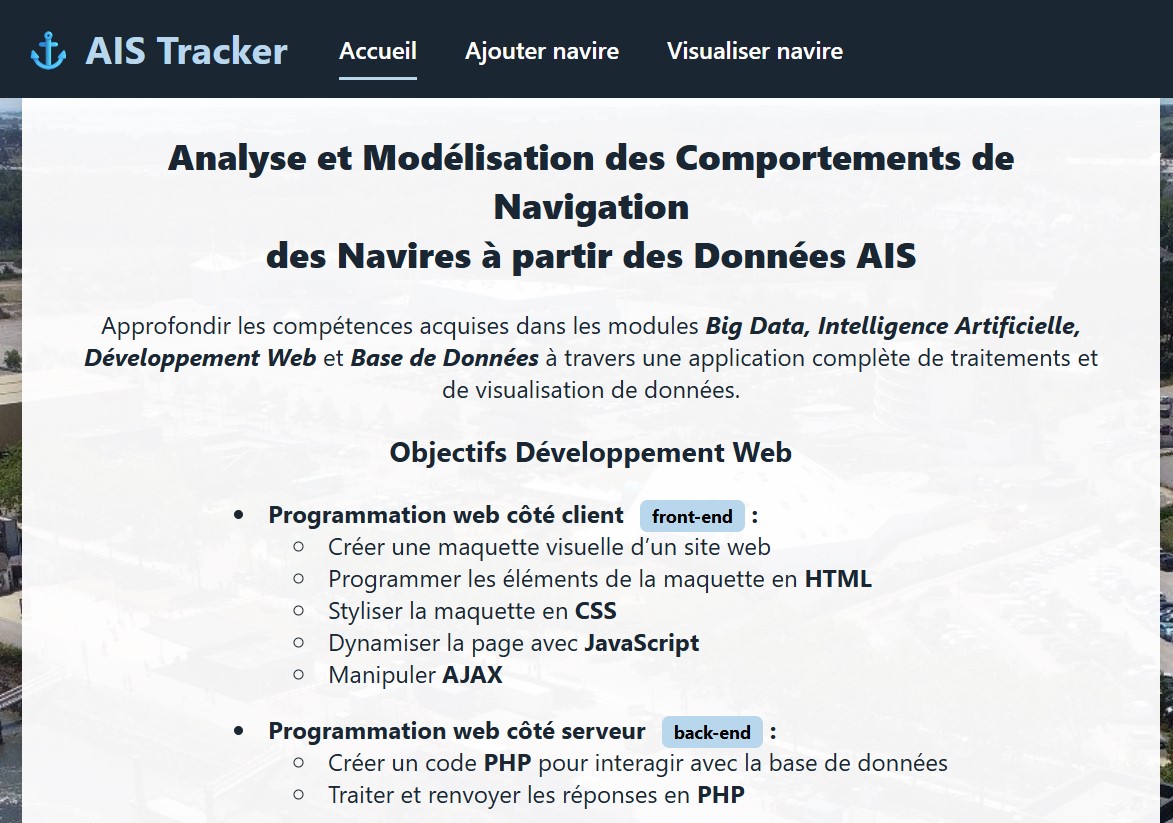 AIS Tracker Accueil Ajouter navire Visualiser navire
Analyse et Modélisation des Comportements de
Navigation
des Navires à partir des Données AIS
Approfondir les compétences acquises dans les modules Big Data, Intelligence Artificielle,
Développement Web et Base de Données à travers une application complète de traitements et
de visualisation de données.
Objectifs Développement Web
• Programmation web côté client front-end :
○ Créer une maquette visuelle d’un site web
○ Programmer les éléments de la maquette en HTML
○ Styliser la maquette en CSS
○ Dynamiser la page avec JavaScript
○ Manipuler AJAX
• Programmation web côté serveur back-end :
○ Créer un code PHP pour interagir avec la base de données
○ Traiter et renvoyer les réponses en PHP